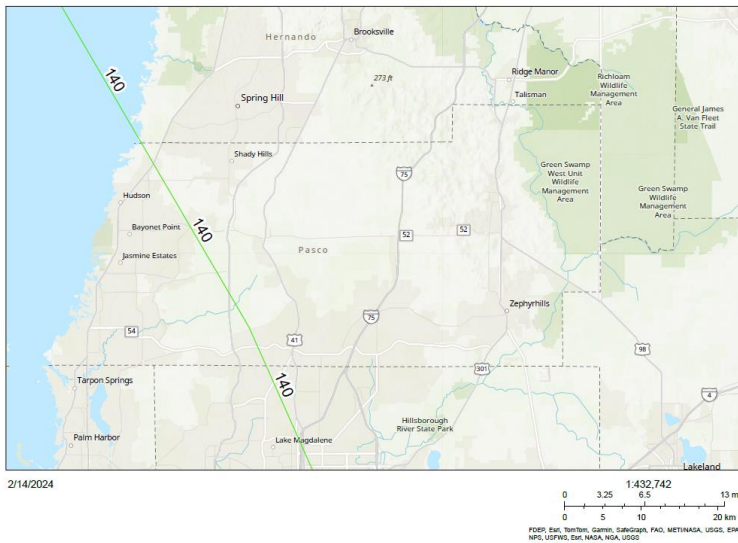 Hernando
Brooksville
140
273 ft
Ridge Manor
Richloam
Wildlife
Management
Area
Spring Hill
Talisman
General James
A. Van Fleet
State Trail
Shady Hills
75
Green Swamp
West Unit
Wildlife
Management
Area
Green Swamp
Wildlife
Management
Area
Hudson
140
Bayonet Point
52
52
Pasco
Jasmine Estates
Zephyrhills
75
54
41
98
301
Tarpon Springs
140
4
Hillsborough
River State Park
Palm Harbor
Lake Magdalene
Lakeland
2/14/2024
1:432,742
0 3.25 6.5 13 m
0 5 10 20 km
FDEP, Esri, TomTom, Garmin, SafeGraph, FAO, METI/NASA, USGS, EPA
NPS, USFWS, Esri, NASA, NGA, USGS